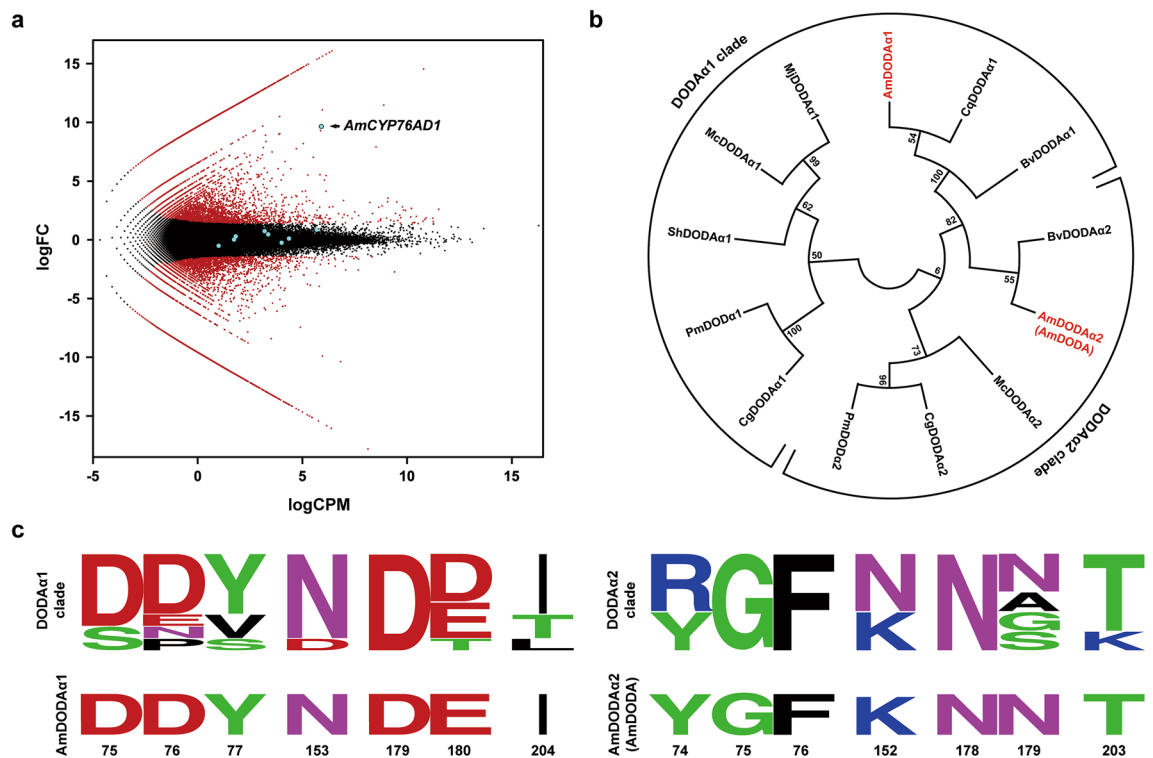 a
15
10
5
0
-5
-10
-15
logFC
AmCYP76AD1
-5
0
5
10
15
logCPM
b
DODAα1 clade
DODAα2 clade
AmDODAα1
CqDODAα1
BvDODAα1
BvDODAα2
AmDODAα2
(AmDODA)
McDODAα2
CgDODAα2
PmDODα2
CgDODAα1
PmDODα1
ShDODAα1
McDODAα1
MjDODAα1
54
100
82
55
6
73
96
100
50
62
99
c
DODAα1
clade
D D Y N D D I
S E V D E T
N S T L
P
AmDODAα1
D D Y N D E I
75 76 77 153 179 180 204
DODAα2
clade
R G F N N N T
Y K A K
G
S
AmDODAα2
(AmDODA)
Y G F K N N T
74 75 76 152 178 179 203